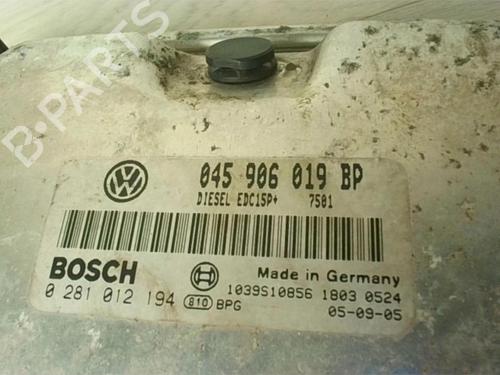 B-PARTS
045 906 019 BP
DIESEL EDC15P+ 7501
BOSCH
Made in Germany
0 281 012 194
810 BPG
1039S10856 1803 0524
05-09-05